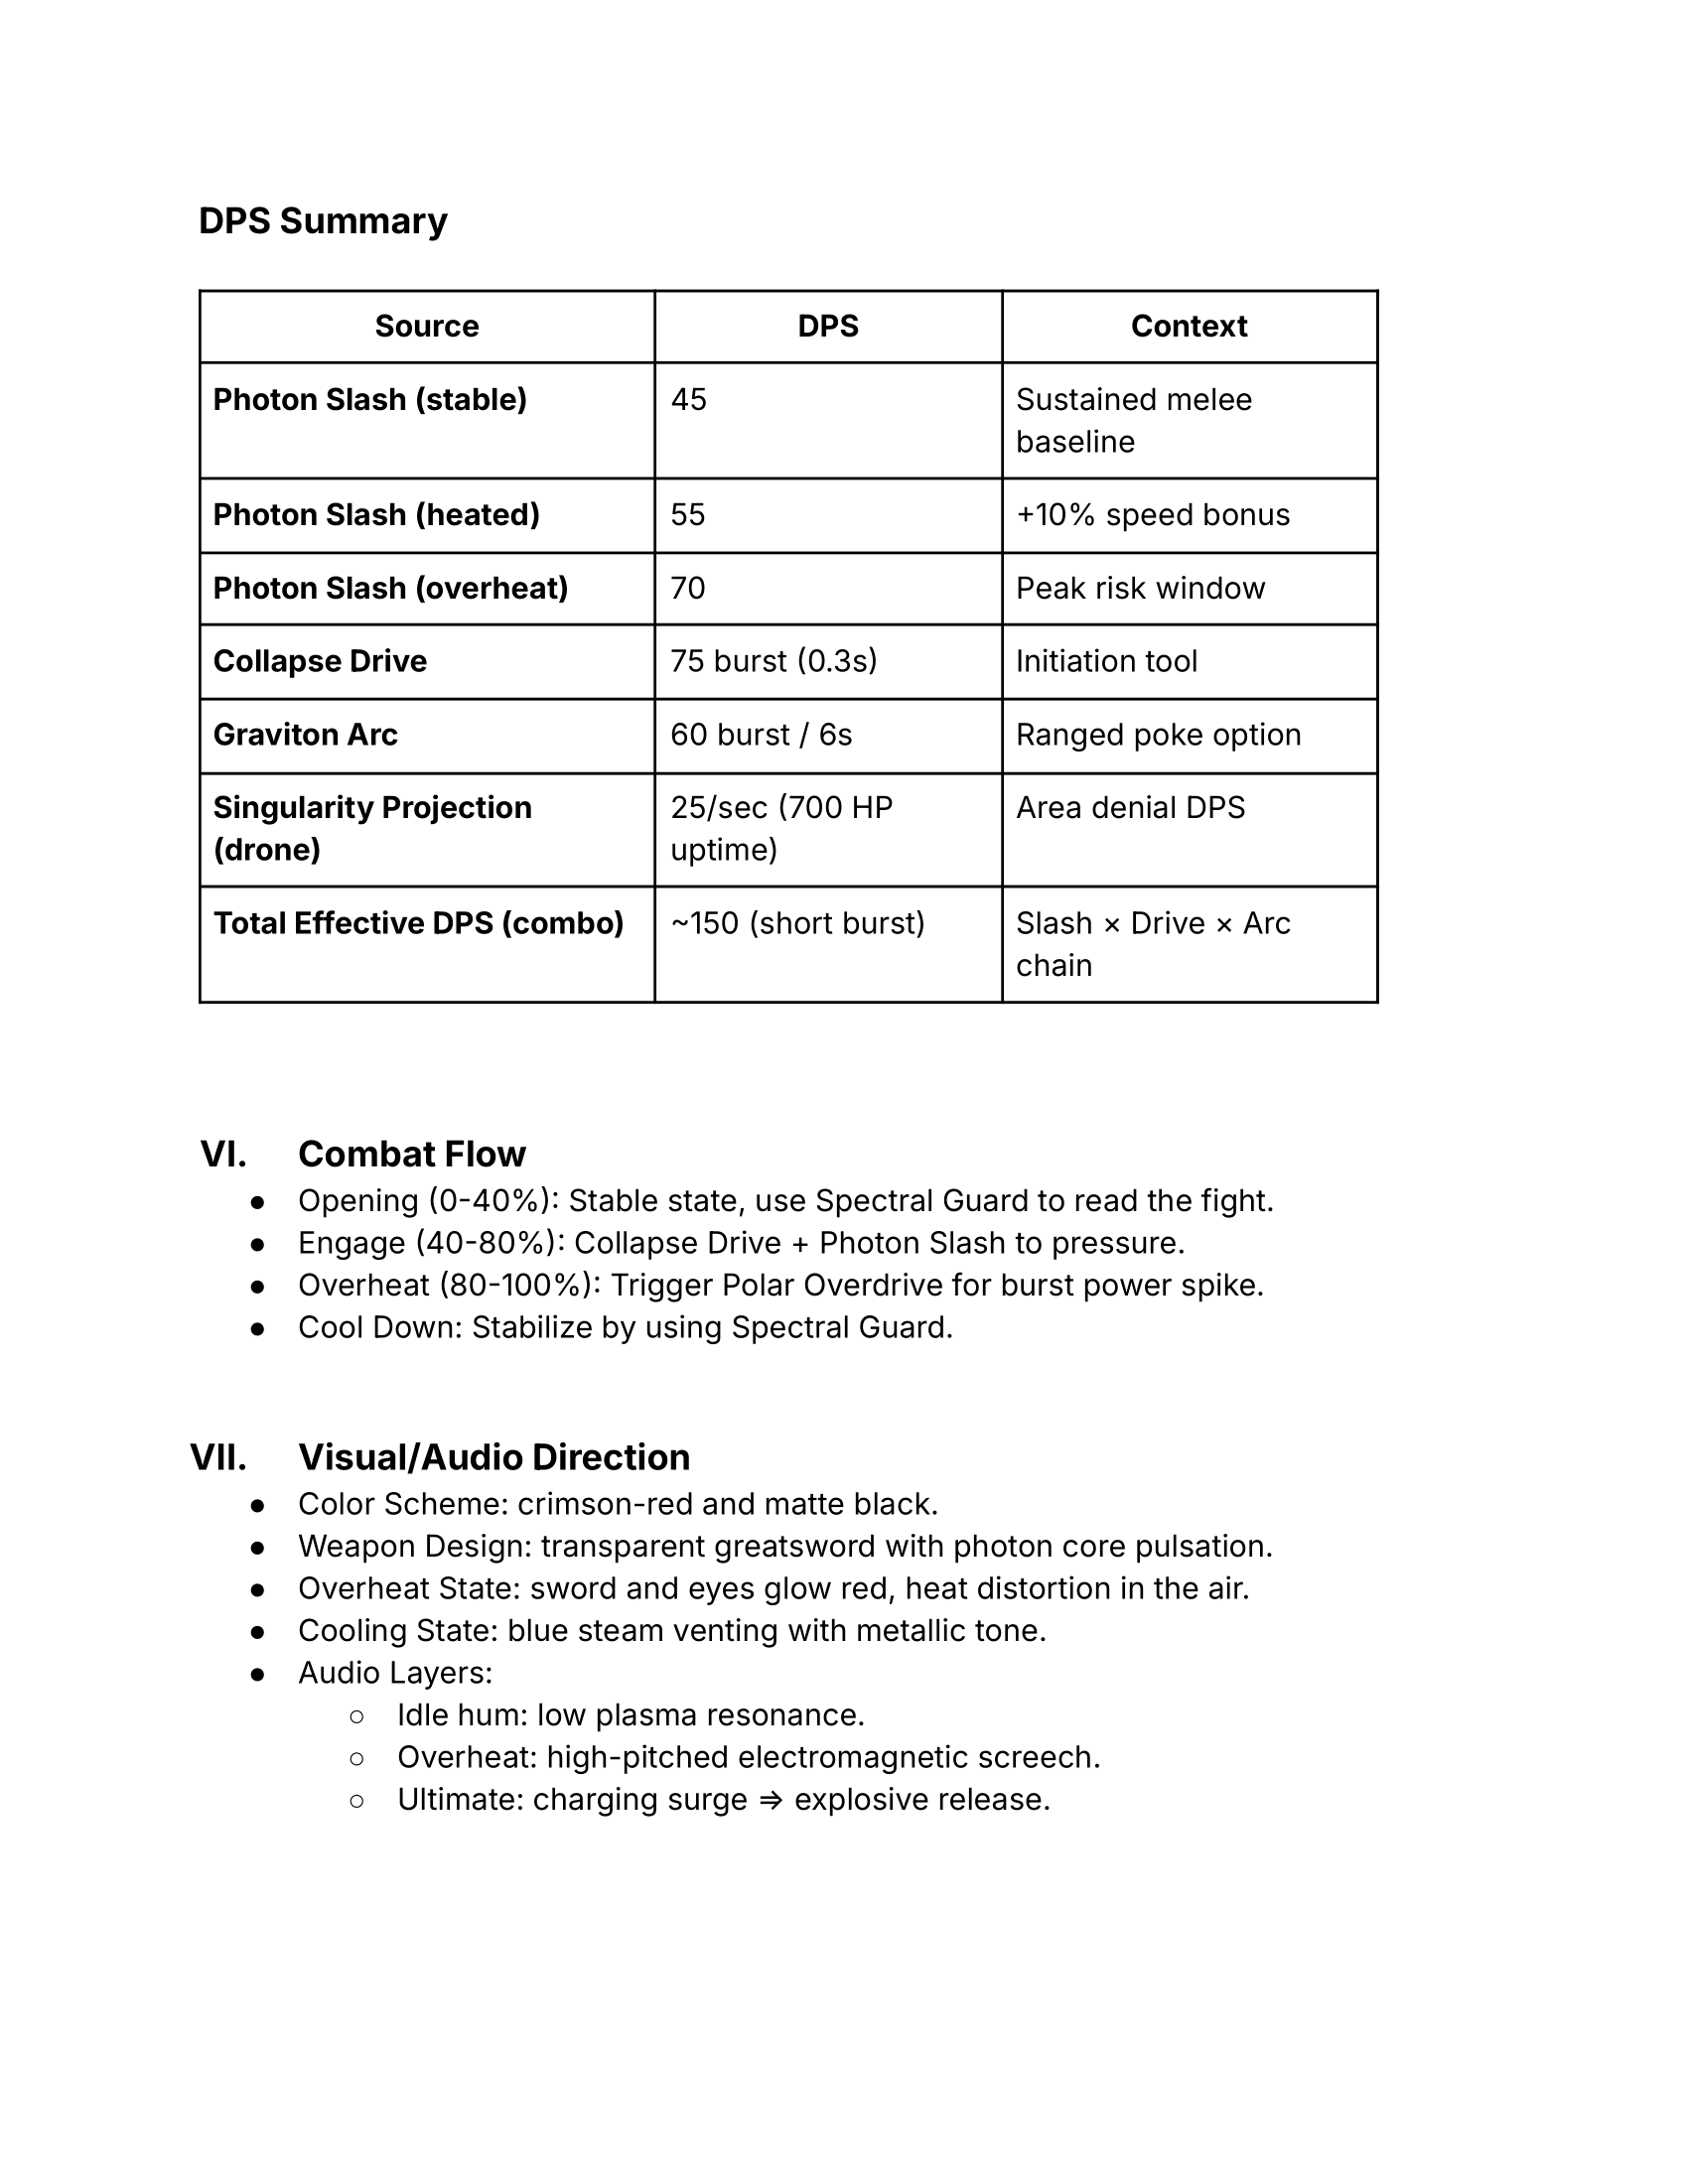 DPS Summary
Source DPS Context
Photon Slash (stable) 45 Sustained melee
baseline
Photon Slash (heated) 55 +10% speed bonus
Photon Slash (overheat) 70 Peak risk window
Collapse Drive 75 burst (0.3s) Initiation tool
Graviton Arc 60 burst / 6s Ranged poke option
Singularity Projection 25/sec (700 HP Area denial DPS
(drone) uptime)
Total Effective DPS (combo) ~150 (short burst) Slash × Drive × Arc
chain
VI. Combat Flow
● Opening (0-40%): Stable state, use Spectral Guard to read the fight.
● Engage (40-80%): Collapse Drive + Photon Slash to pressure.
● Overheat (80-100%): Trigger Polar Overdrive for burst power spike.
● Cool Down: Stabilize by using Spectral Guard.
VII. Visual/Audio Direction
● Color Scheme: crimson-red and matte black.
● Weapon Design: transparent greatsword with photon core pulsation.
● Overheat State: sword and eyes glow red, heat distortion in the air.
● Cooling State: blue steam venting with metallic tone.
● Audio Layers:
○ Idle hum: low plasma resonance.
○ Overheat: high-pitched electromagnetic screech.
○ Ultimate: charging surge ⇒ explosive release.